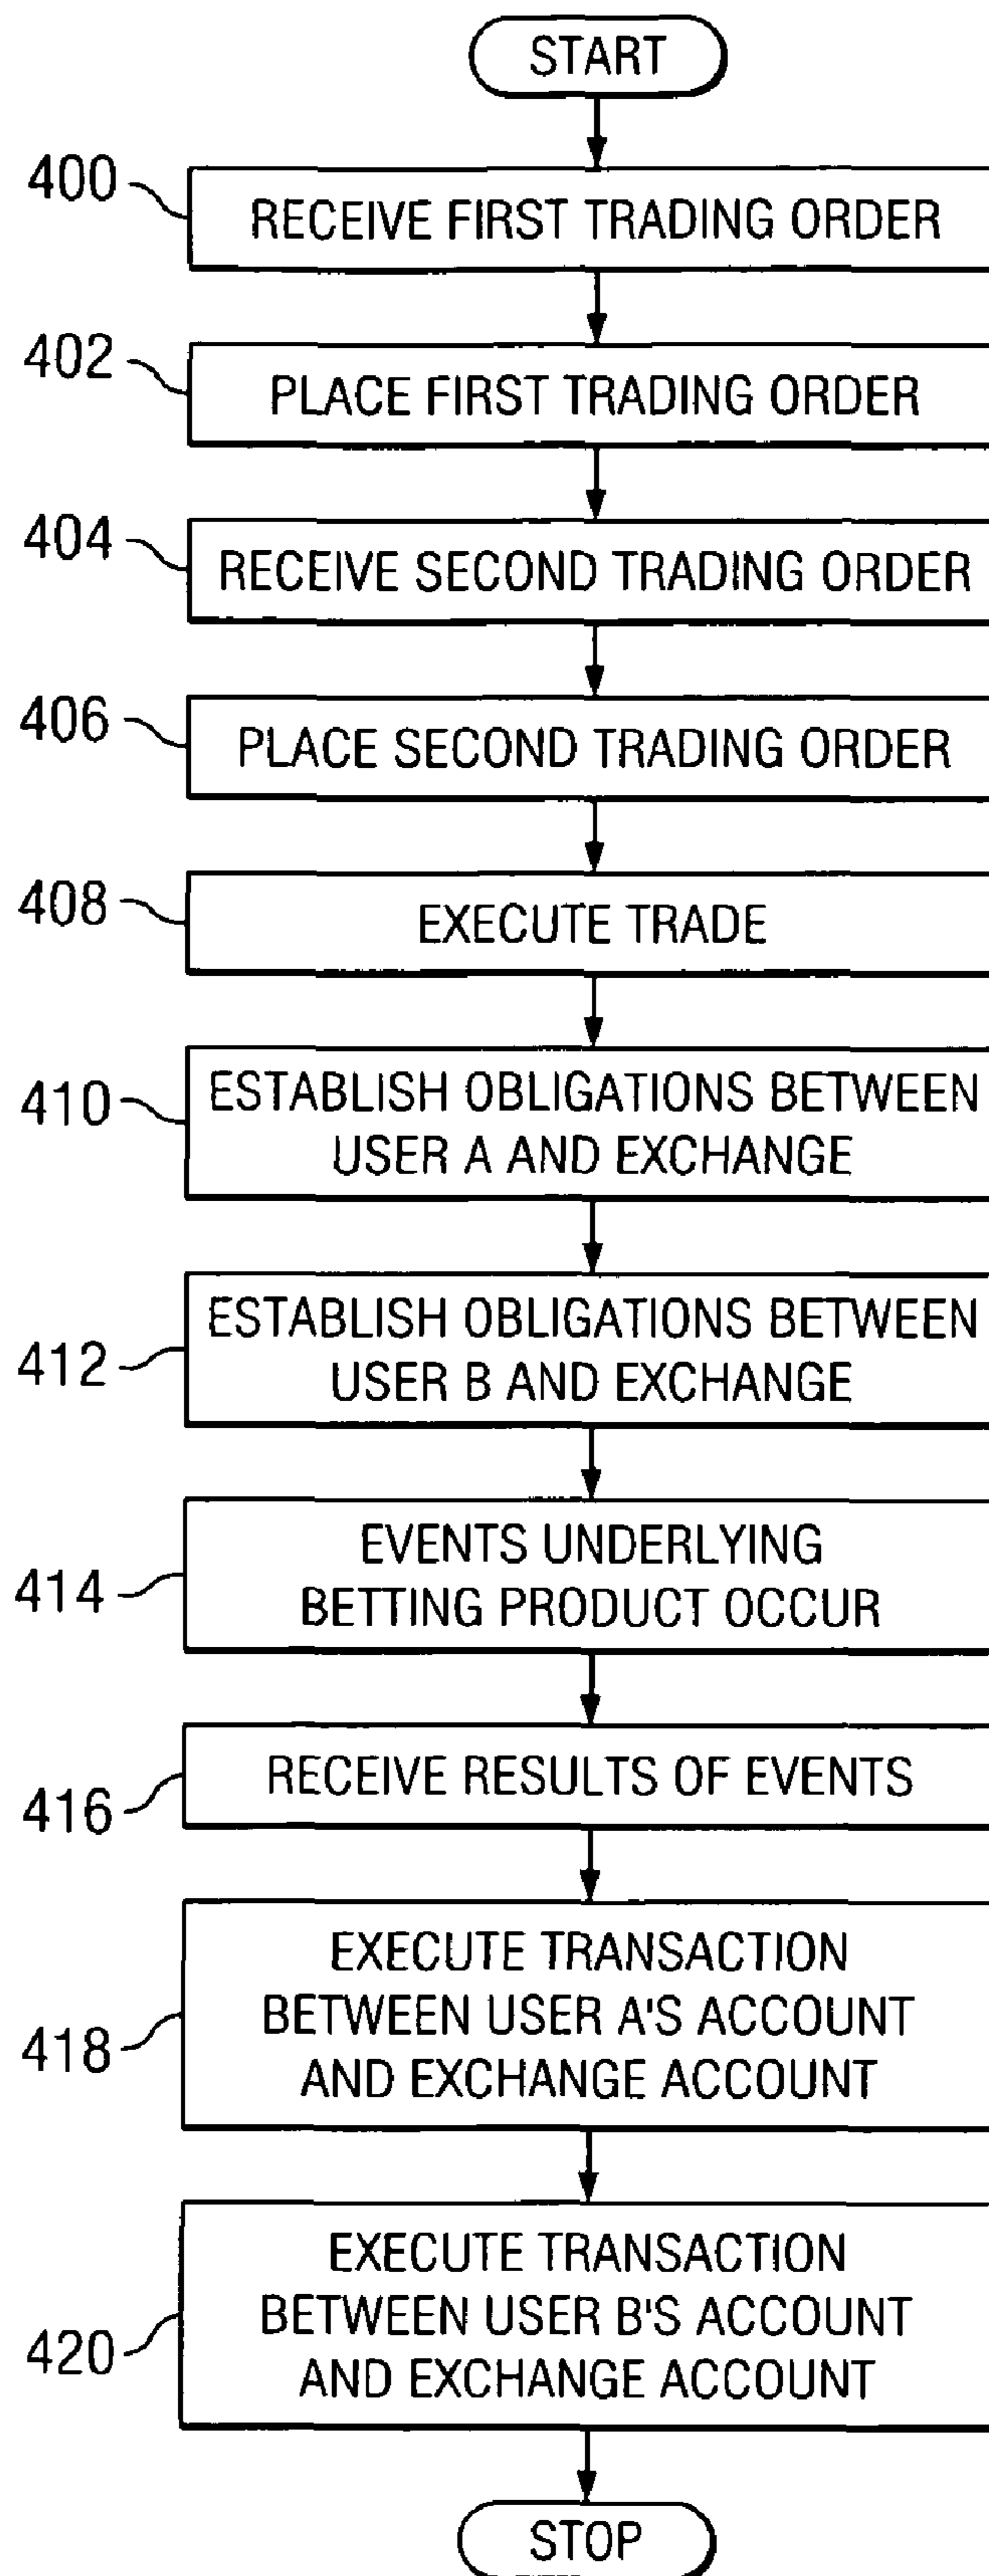 START
400
RECEIVE FIRST TRADING ORDER
402
PLACE FIRST TRADING ORDER
404
RECEIVE SECOND TRADING ORDER
406
PLACE SECOND TRADING ORDER
408
EXECUTE TRADE
410
ESTABLISH OBLIGATIONS BETWEEN
USER A AND EXCHANGE
412
ESTABLISH OBLIGATIONS BETWEEN
USER B AND EXCHANGE
414
EVENTS UNDERLYING
BETTING PRODUCT OCCUR
416
RECEIVE RESULTS OF EVENTS
418
EXECUTE TRANSACTION
BETWEEN USER A'S ACCOUNT
AND EXCHANGE ACCOUNT
420
EXECUTE TRANSACTION
BETWEEN USER B'S ACCOUNT
AND EXCHANGE ACCOUNT
STOP